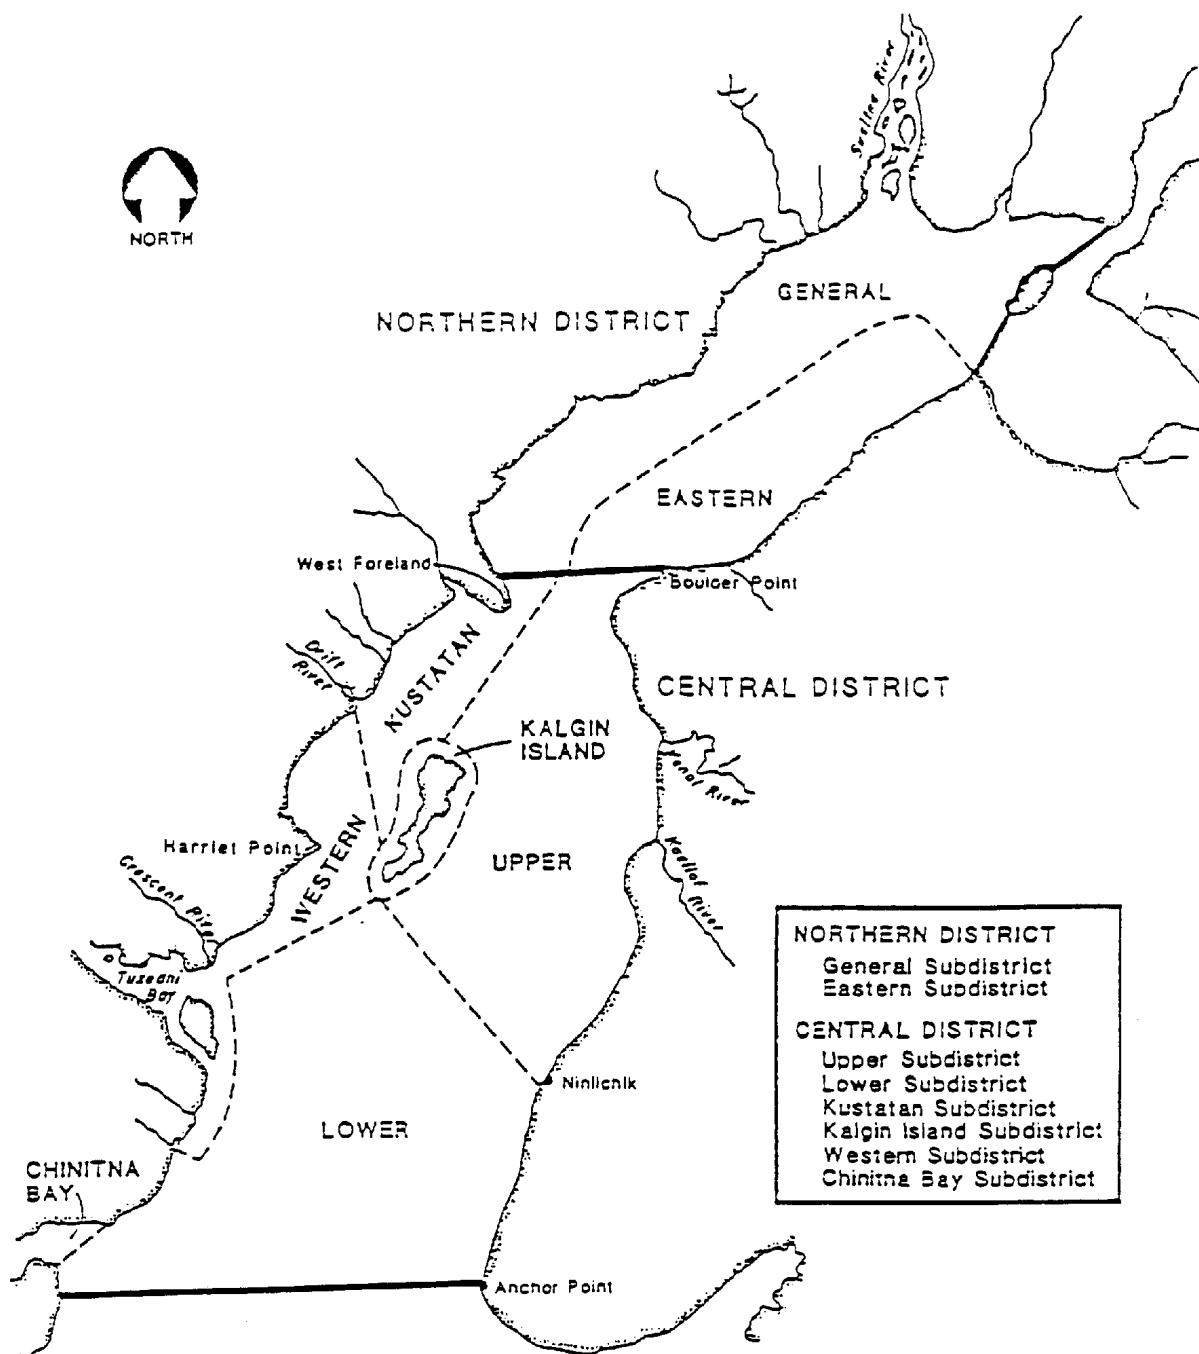 Susitna River
NORTH
GENERAL
NORTHERN DISTRICT
EASTERN
West Foreland
Boulder Point
Drift
River
KUSTATAN
CENTRAL DISTRICT
KALGIN
ISLAND
Kenai River
Harriet Point
WESTERN
UPPER
Crescent River
Kasilof
River
Tuxedni
Bay
NORTHERN DISTRICT
General Subdistrict
Eastern Subdistrict
CENTRAL DISTRICT
Upper Subdistrict
Lower Subdistrict
Kustatan Subdistrict
Kalgin Island Subdistrict
Western Subdistrict
Chinitna Bay Subdistrict
Ninilchik
LOWER
CHINITNA
BAY
Anchor Point